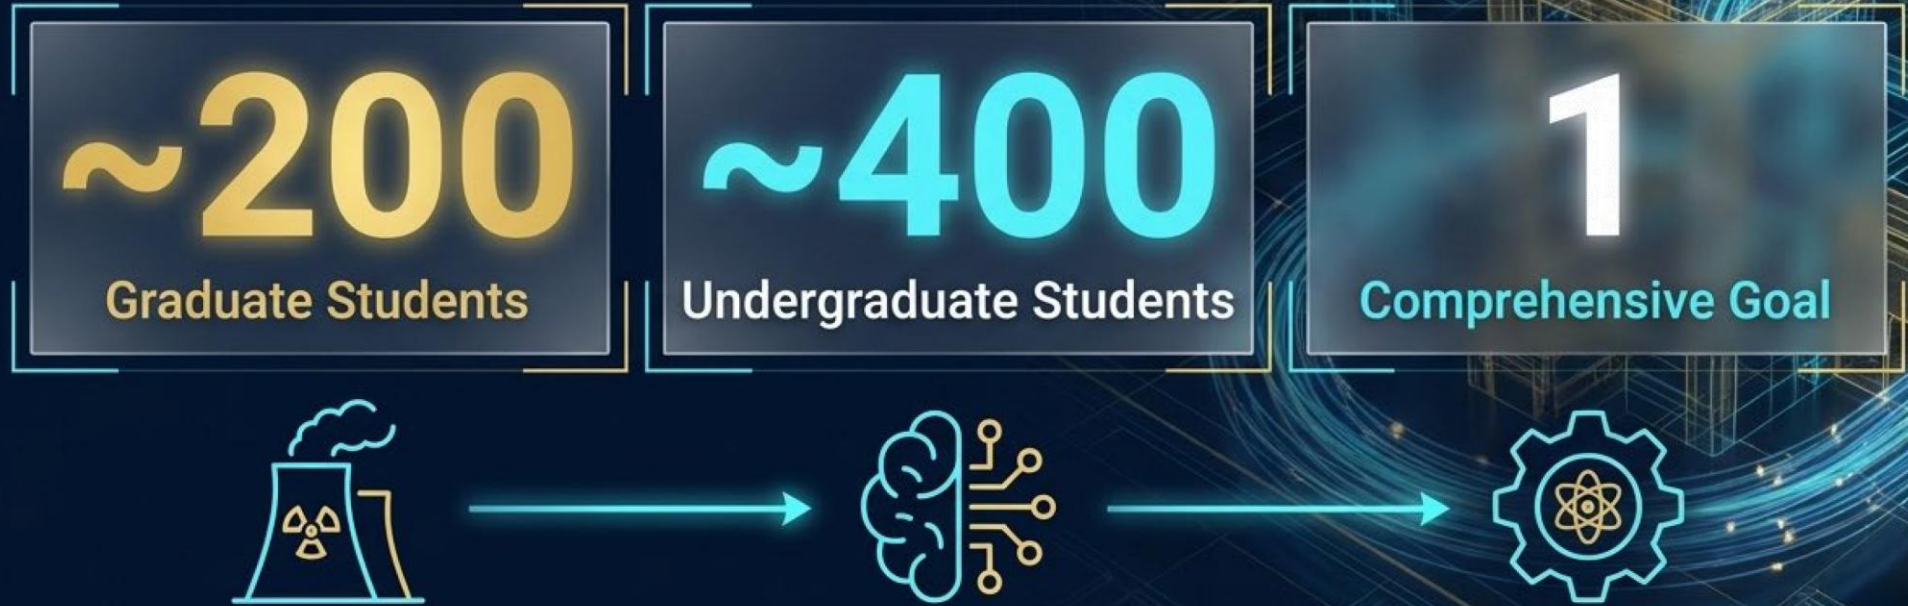 ~200
Graduate Students
~400
Undergraduate Students
1
Comprehensive Goal